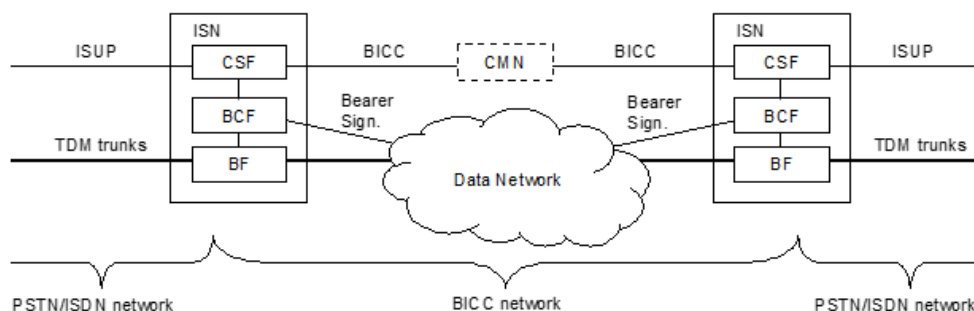 ISN
ISN
ISUP
CSF
BICC
CMN
BICC
CSF
ISUP
BCF
Bearer
Sign.
Bearer
Sign.
BCF
TDM trunks
BF
Data Network
BF
TDM trunks
PSTN/ISDN network
BICC network
PSTN/ISDN network